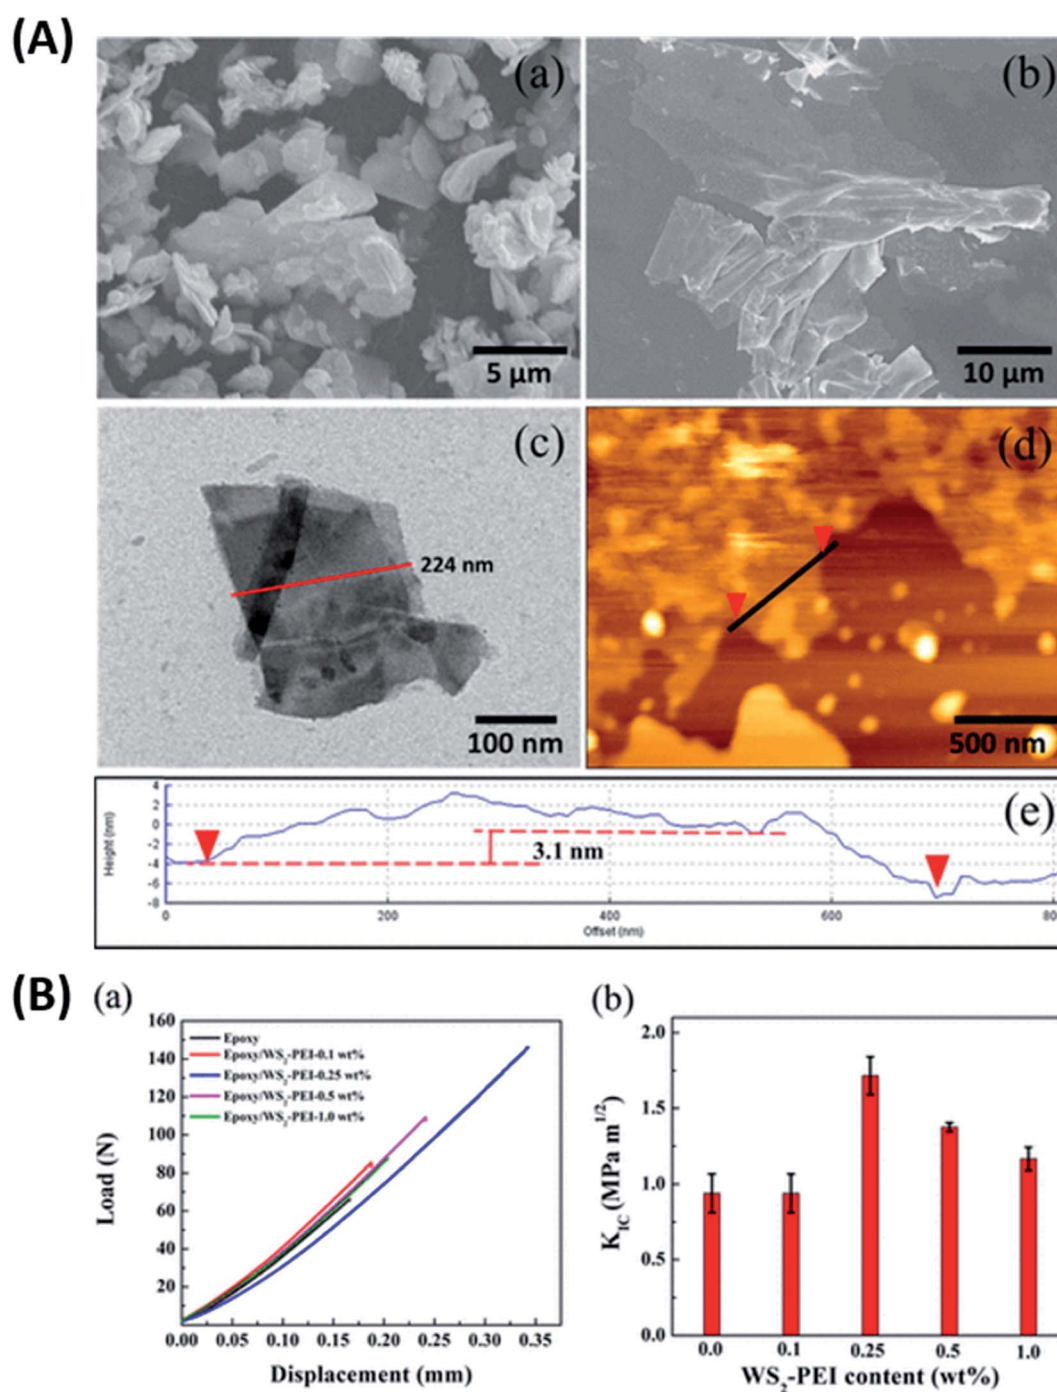 (A)
(a)
(b)
5 µm
10 µm
(c)
(d)
224 nm
100 nm
500 nm
(e)
Height (nm)
4
2
0
-2
-4
-6
-8
3.1 nm
0
200
400
600
80
Offset (nm)
(B)
(a)
(b)
Load (N)
160
140
120
100
80
60
40
20
Epoxy
Epoxy/WS₂-PEI-0.1 wt%
Epoxy/WS₂-PEI-0.25 wt%
Epoxy/WS₂-PEI-0.5 wt%
Epoxy/WS₂-PEI-1.0 wt%
0.00 0.05 0.10 0.15 0.20 0.25 0.30 0.35
Displacement (mm)
K_IC (MPa m^1/2)
2.0
1.5
1.0
0.5
0.0
0.0 0.1 0.25 0.5 1.0
WS₂-PEI content (wt%)